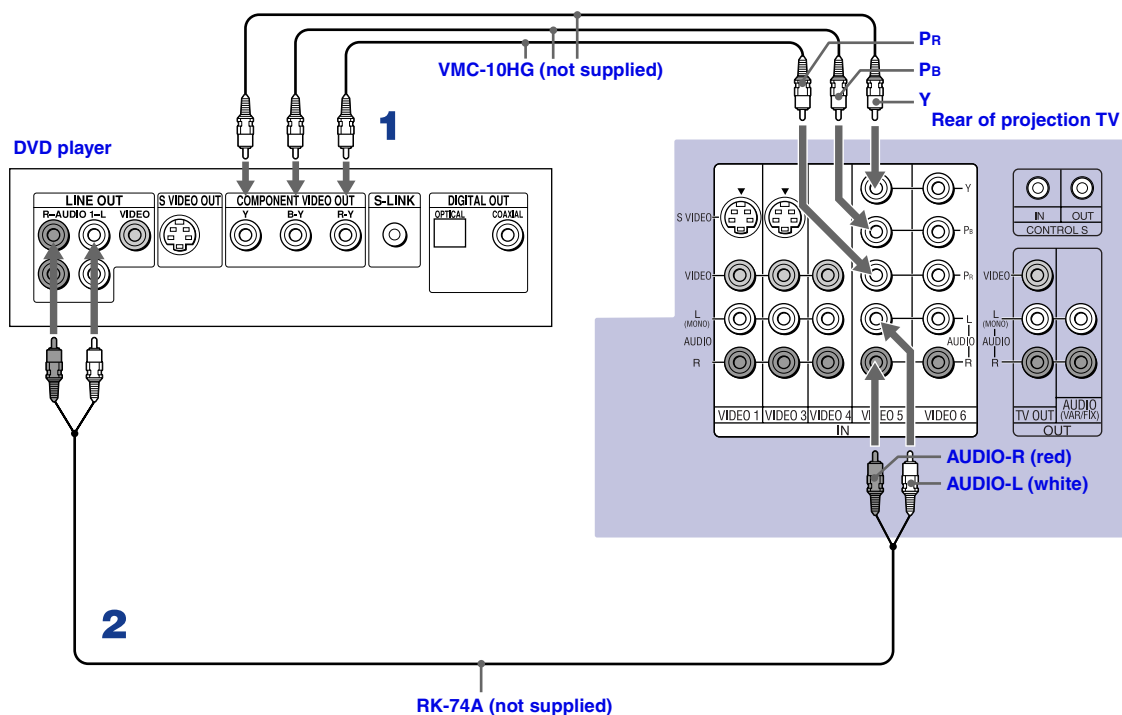 PR
PB
VMC-10HG (not supplied)
Y
1
Rear of projection TV
DVD player
LINE OUT
R–AUDIO 1–L VIDEO
S VIDEO OUT
COMPONENT VIDEO OUT
Y B-Y R-Y
S-LINK
DIGITAL OUT
OPTICAL COAXIAL
S VIDEO
VIDEO
L
(MONO)
AUDIO
R
Y
PB
PR
L
AUDIO
R
VIDEO 1 VIDEO 3 VIDEO 4 VIDEO 5 VIDEO 6
IN
IN OUT
CONTROL S
VIDEO
L
(MONO)
AUDIO
R
TV OUT
AUDIO
(VAR/FIX)
OUT
AUDIO-R (red)
AUDIO-L (white)
2
RK-74A (not supplied)